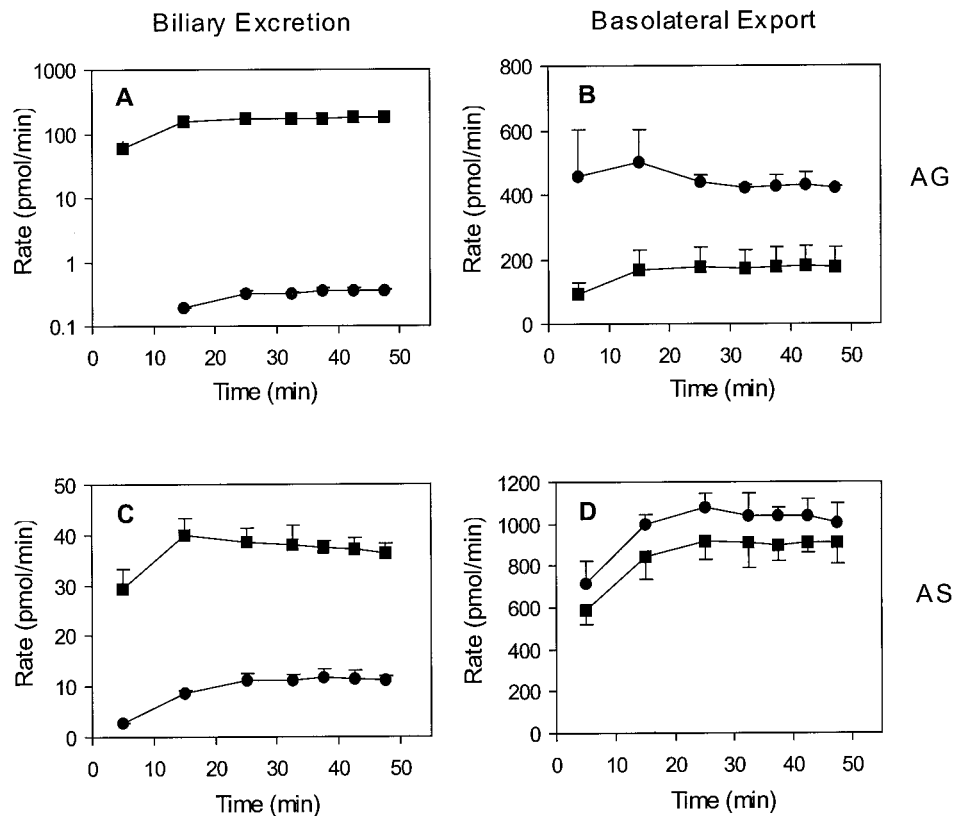 Biliary Excretion
Basolateral Export
A
Rate (pmol/min)
1000
100
10
1
0.1
0
10
20
30
40
50
Time (min)
B
Rate (pmol/min)
800
600
400
200
0
0
10
20
30
40
50
Time (min)
AG
C
Rate (pmol/min)
50
40
30
20
10
0
0
10
20
30
40
50
Time (min)
D
Rate (pmol/min)
1200
1000
800
600
400
200
0
0
10
20
30
40
50
Time (min)
AS